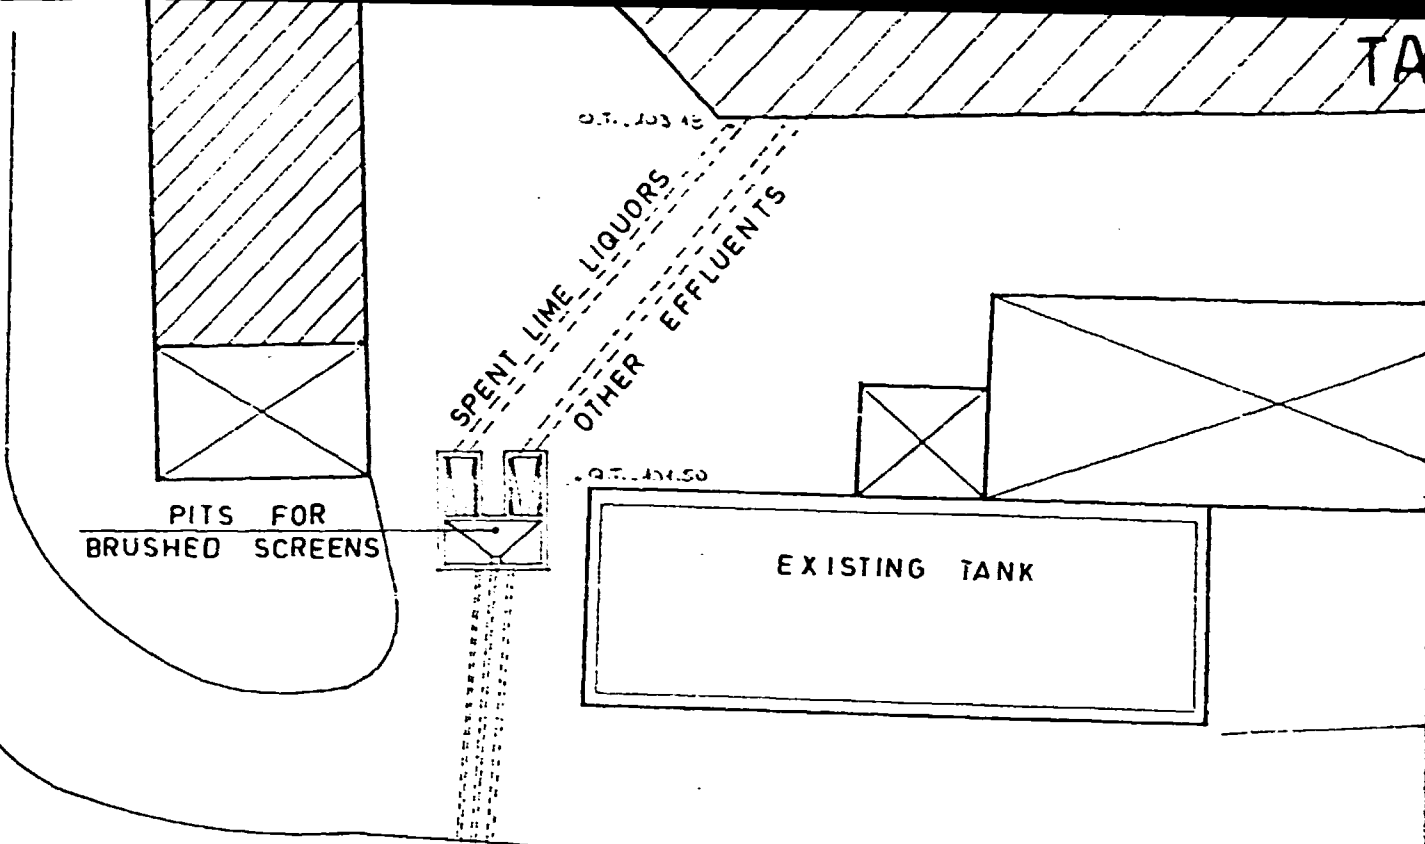 TA
SPENT LIME LIQUORS
OTHER EFFLUENTS
PITS FOR
BRUSHED SCREENS
EXISTING TANK